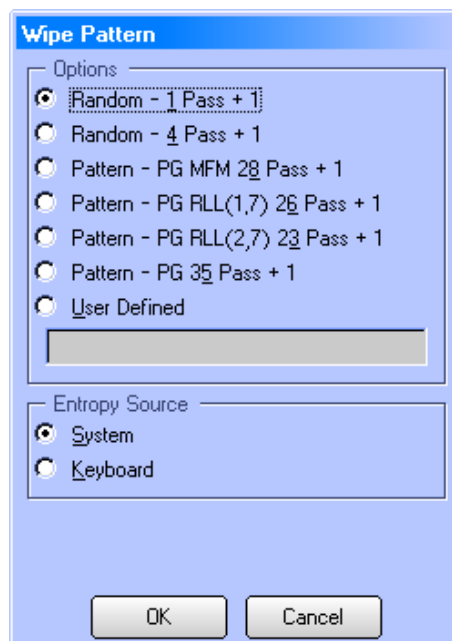 Wipe Pattern
Options
Random - 1 Pass + 1
Random - 4 Pass + 1
Pattern - PG MFM 28 Pass + 1
Pattern - PG RLL(1,7) 26 Pass + 1
Pattern - PG RLL(2,7) 23 Pass + 1
Pattern - PG 35 Pass + 1
User Defined
Entropy Source
System
Keyboard
OK Cancel